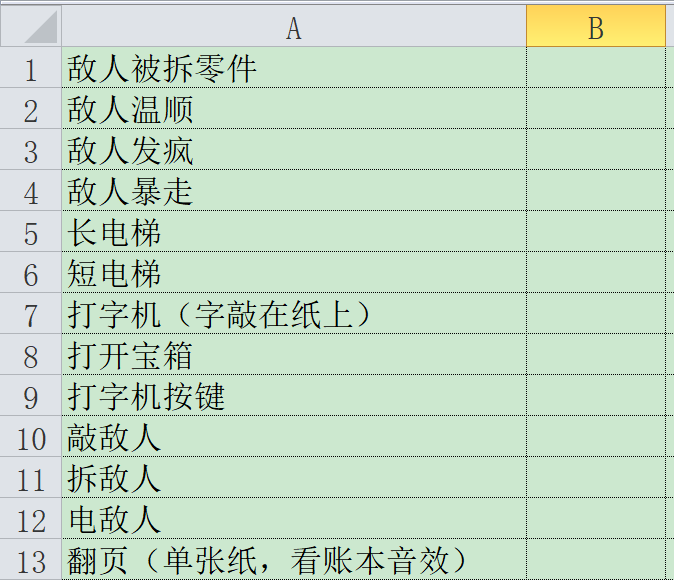 A B
1 敌人被拆零件
2 敌人温顺
3 敌人发疯
4 敌人暴走
5 长电梯
6 短电梯
7 打字机（字敲在纸上）
8 打开宝箱
9 打字机按键
10 敲敌人
11 拆敌人
12 电敌人
13 翻页（单张纸，看账本音效）